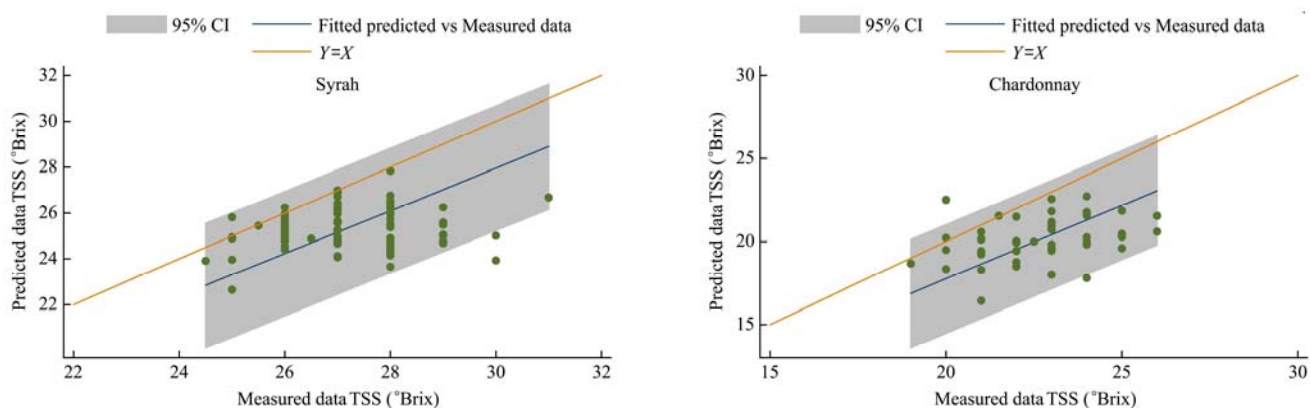 95% CI
Fitted predicted vs Measured data
Y=X
Syrah
Predicted data TSS (°Brix)
32
30
28
26
24
22
22
24
26
28
30
32
Measured data TSS (°Brix)
95% CI
Fitted predicted vs Measured data
Y=X
Chardonnay
Predicted data TSS (°Brix)
30
25
20
15
15
20
25
30
Measured data TSS (°Brix)